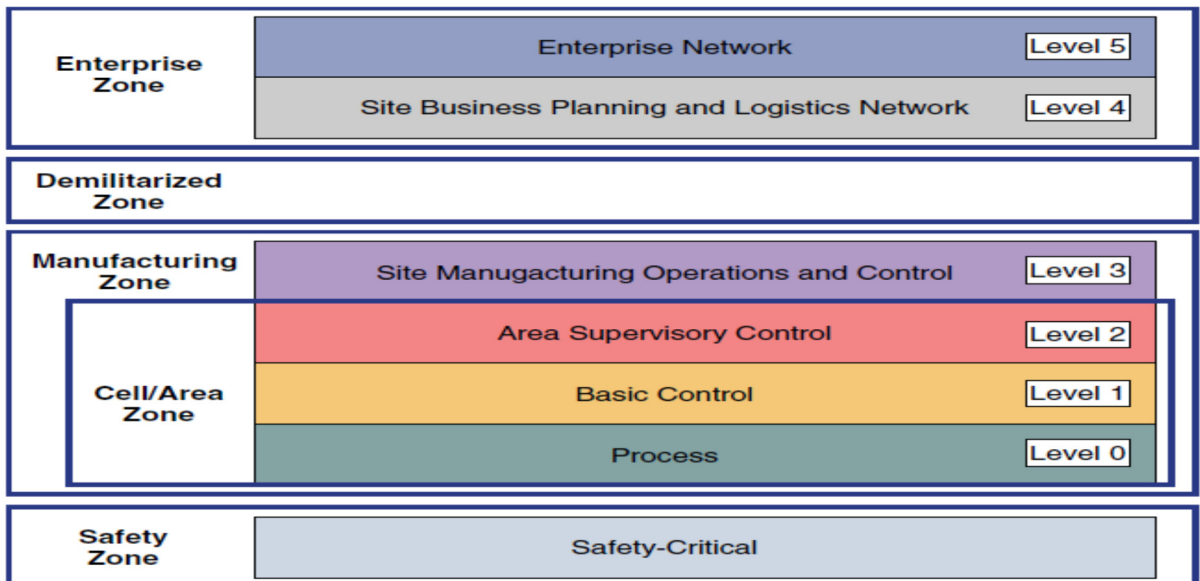 Enterprise
Zone
Enterprise Network
Level 5
Site Business Planning and Logistics Network
Level 4
Demilitarized
Zone
Manufacturing
Zone
Site Manugacturing Operations and Control
Level 3
Cell/Area
Zone
Area Supervisory Control
Level 2
Basic Control
Level 1
Process
Level 0
Safety
Zone
Safety-Critical